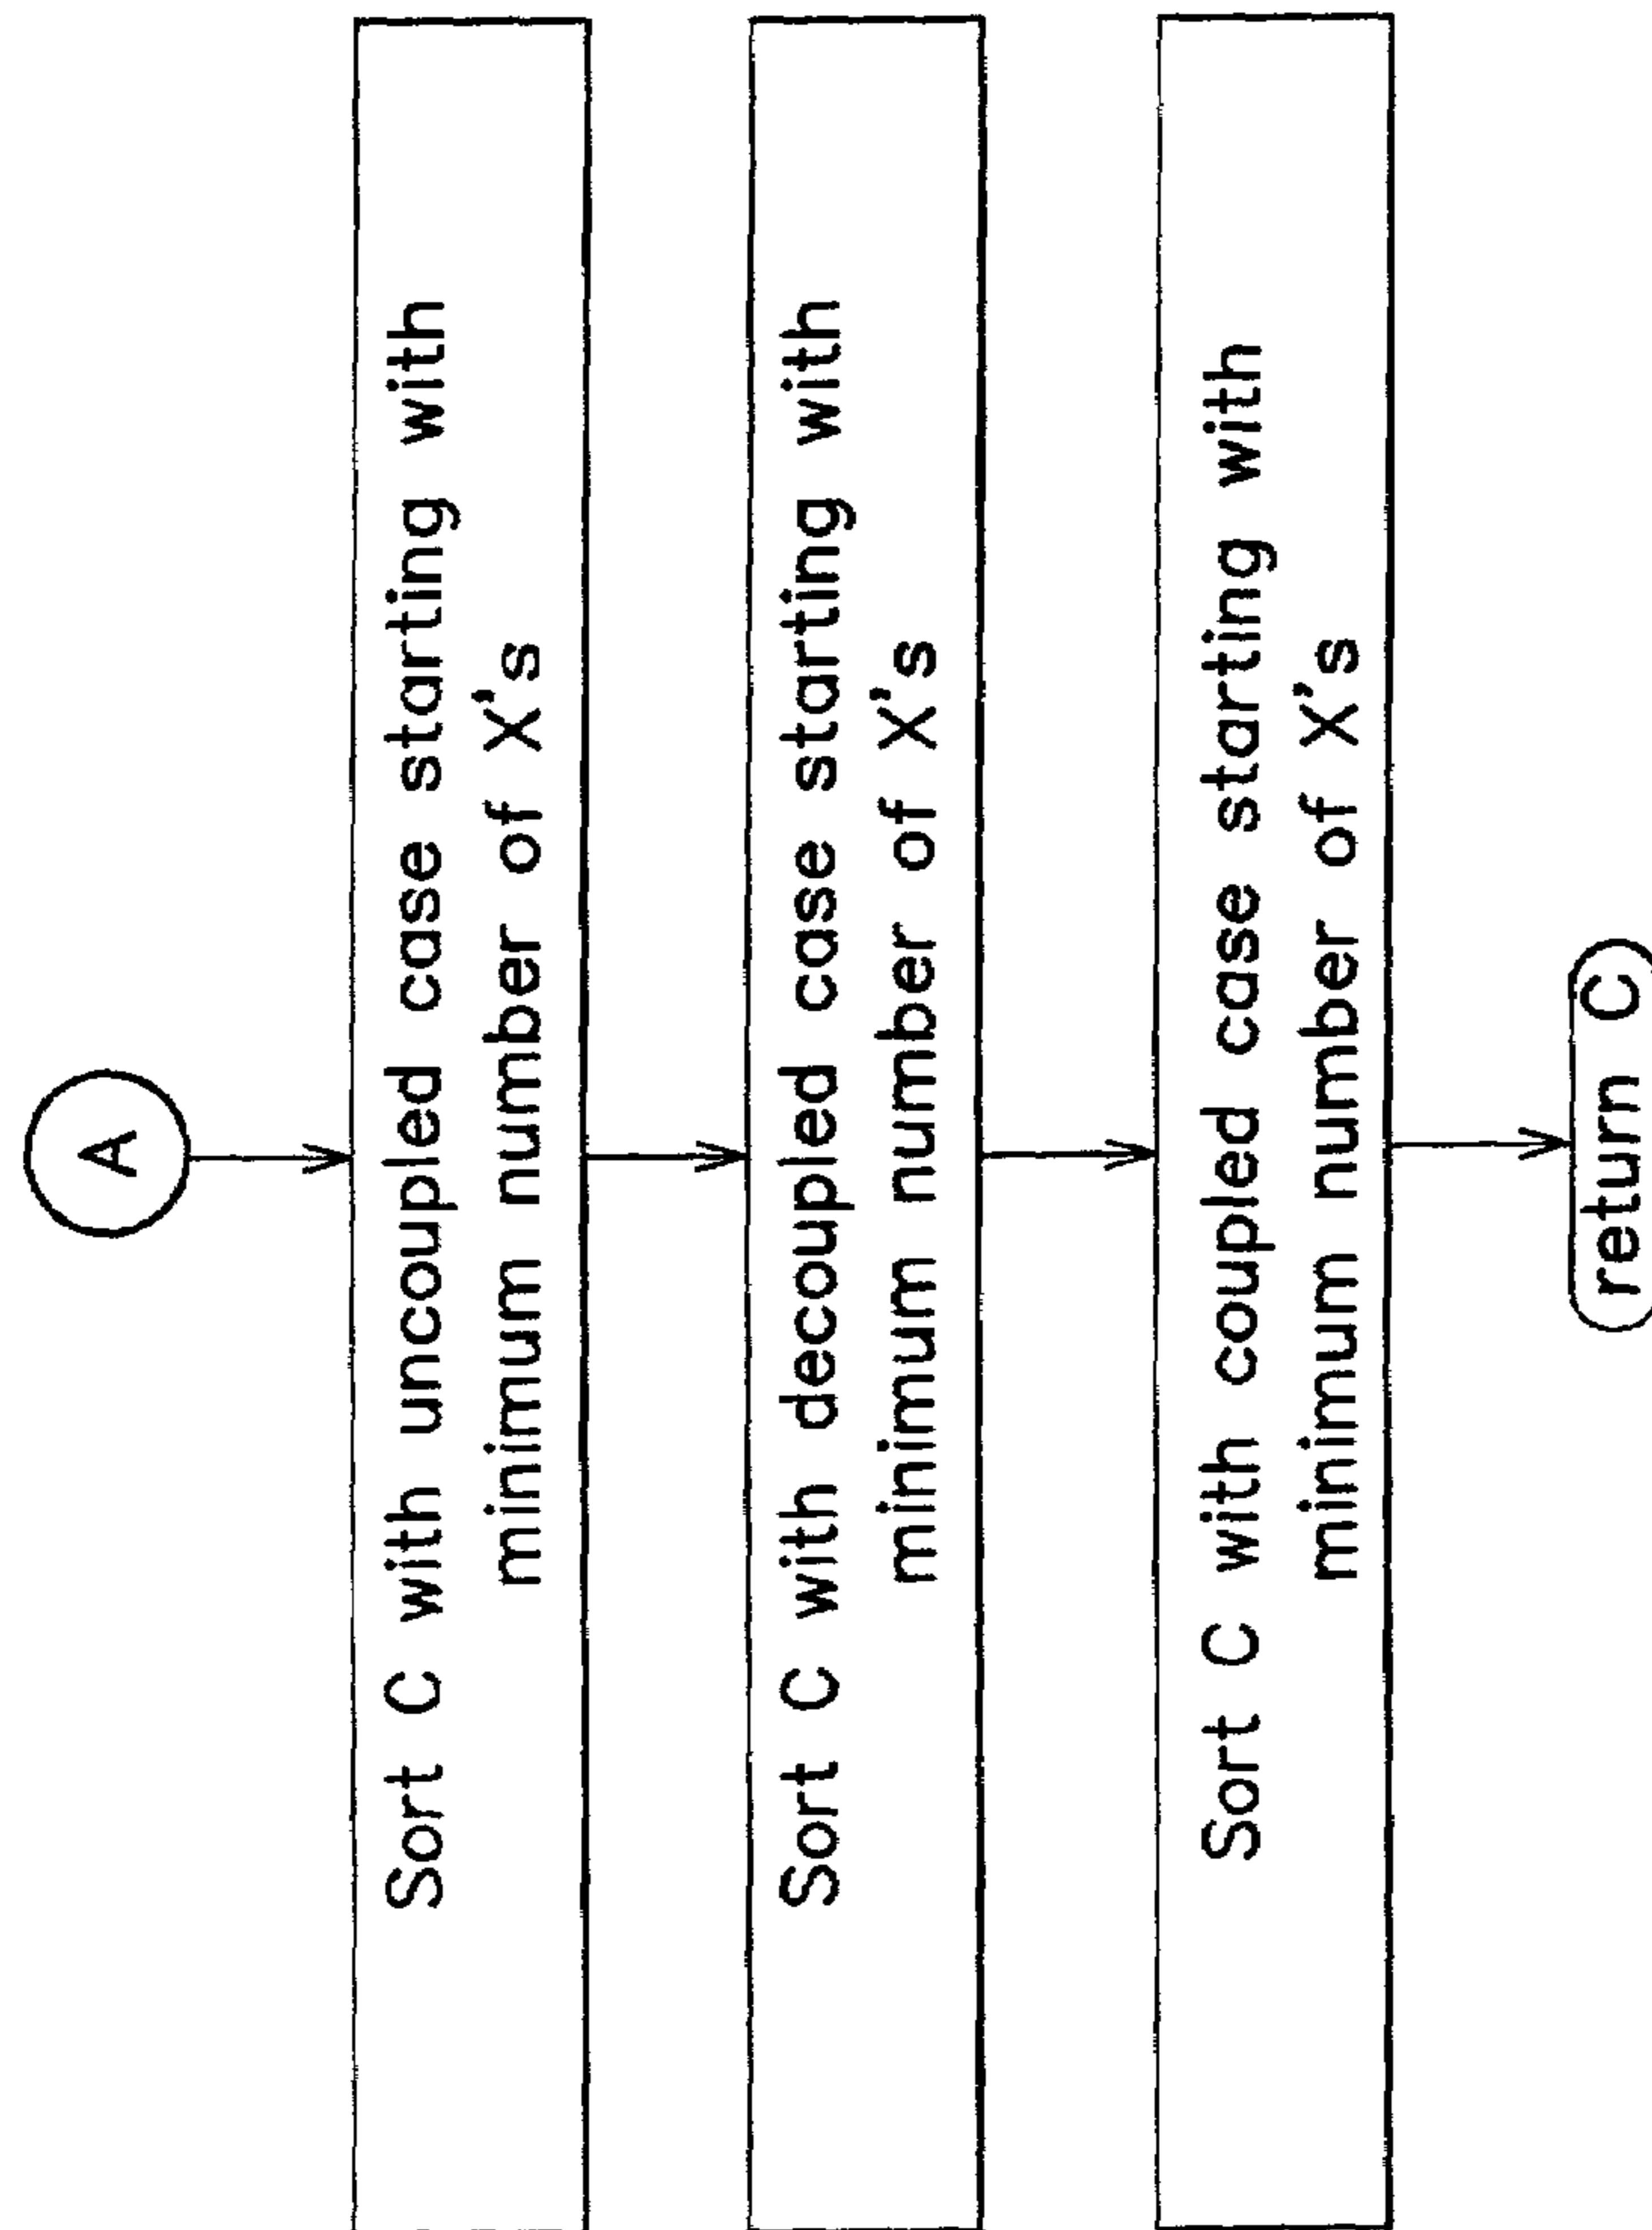 A
Sort C with uncoupled case starting with
minimum number of X's
Sort C with decoupled case starting with
minimum number of X's
Sort C with coupled case starting with
minimum number of X's
return C